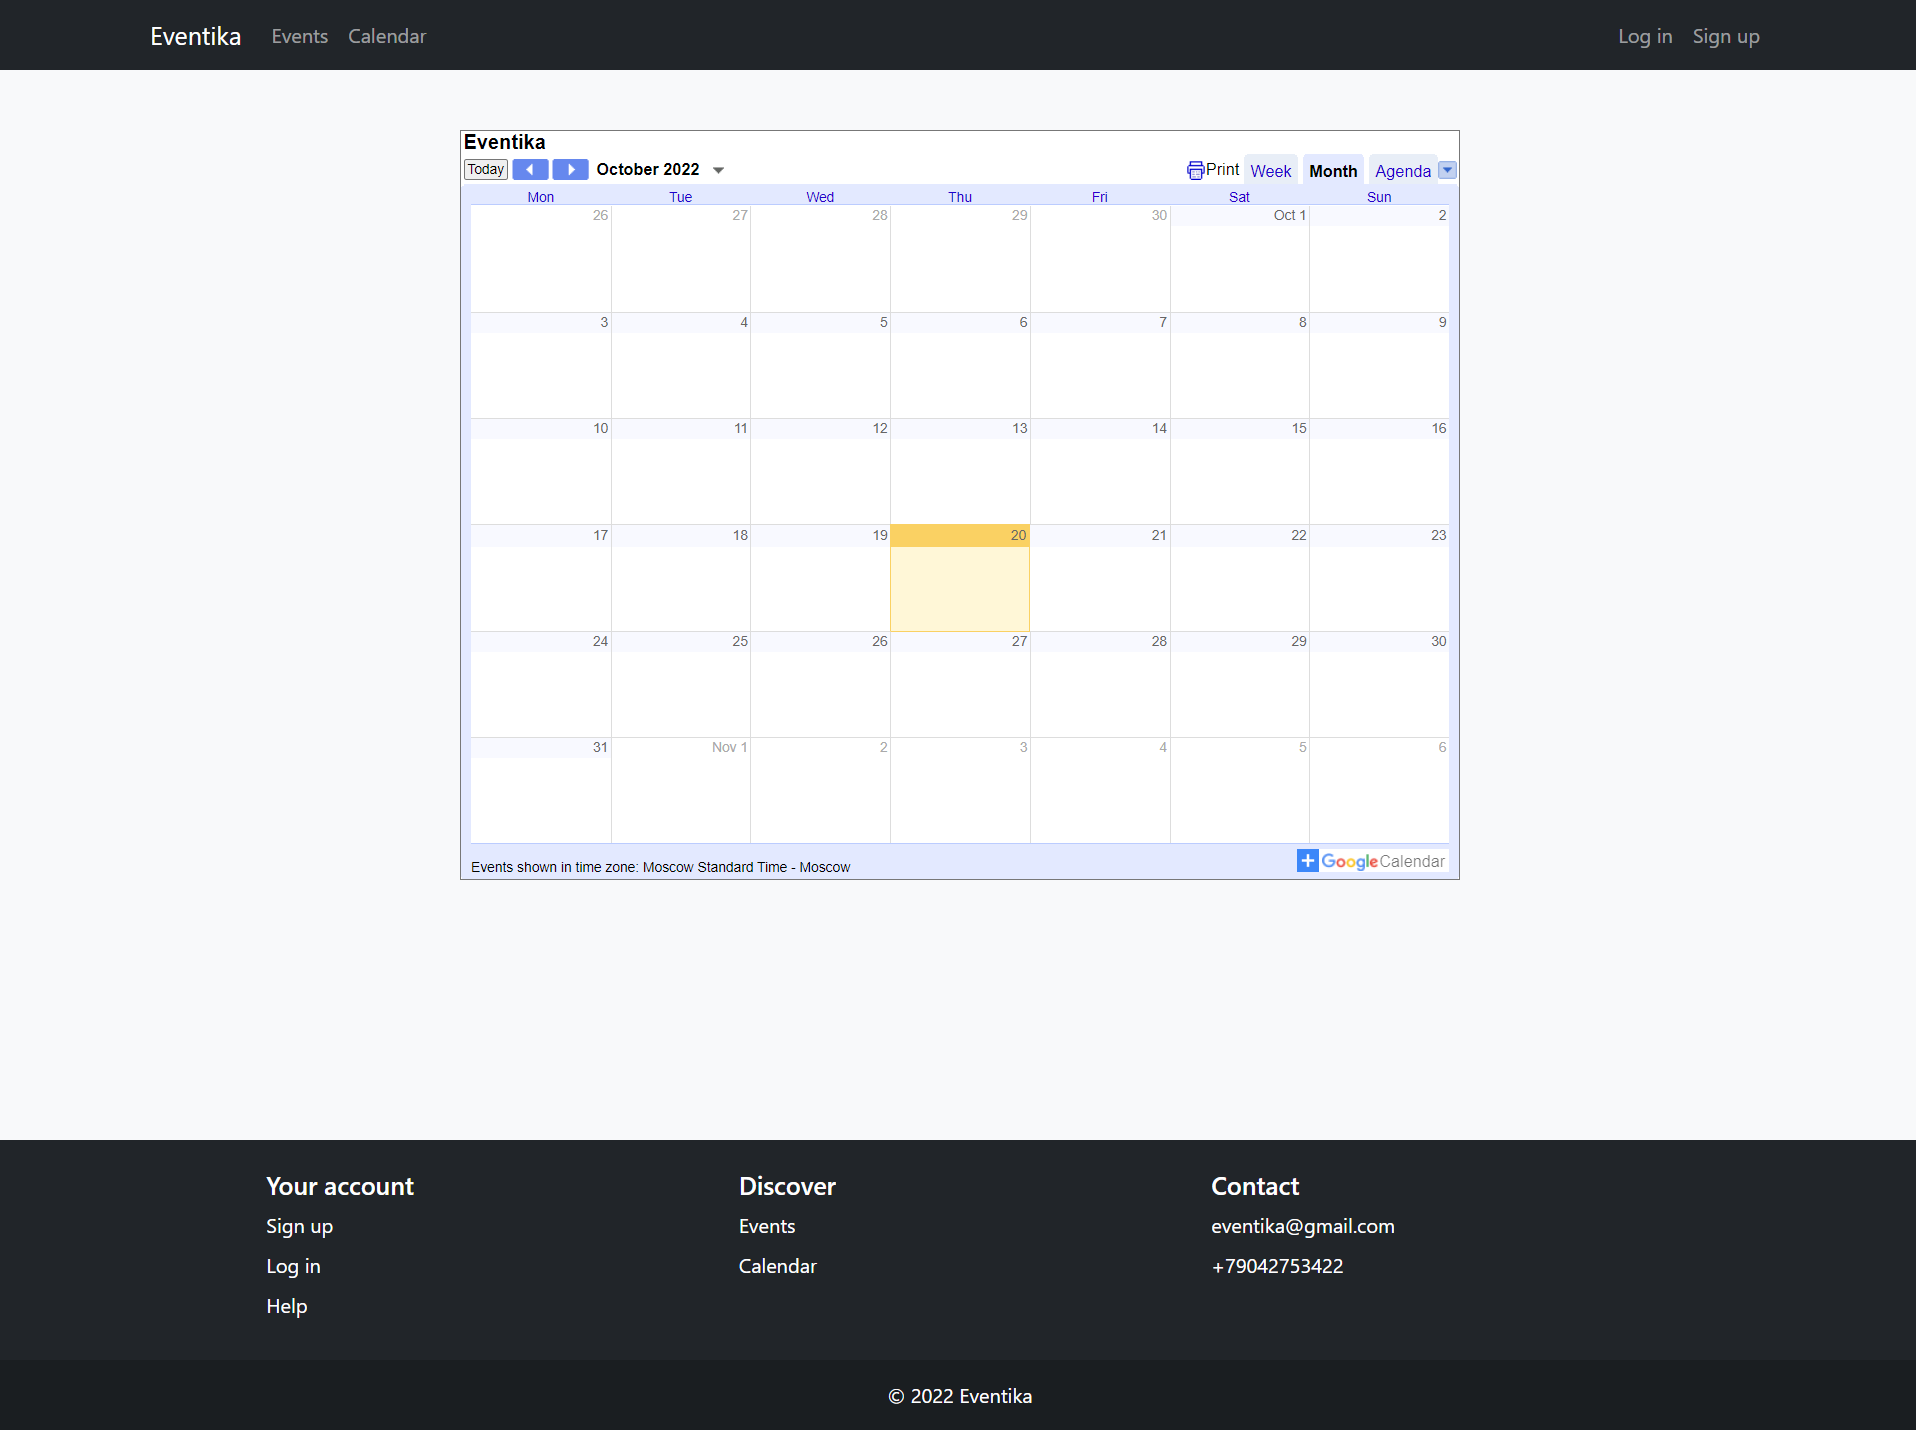 Eventika Events Calendar Log in Sign up
Eventika
Today October 2022 Print Week Month Agenda
Mon Tue Wed Thu Fri Sat Sun
26 27 28 29 30 Oct 1 2
3 4 5 6 7 8 9
10 11 12 13 14 15 16
17 18 19 20 21 22 23
24 25 26 27 28 29 30
31 Nov 1 2 3 4 5 6
Events shown in time zone: Moscow Standard Time - Moscow
Google Calendar
Your account
Sign up
Log in
Help
Discover
Events
Calendar
Contact
eventika@gmail.com
+79042753422
© 2022 Eventika